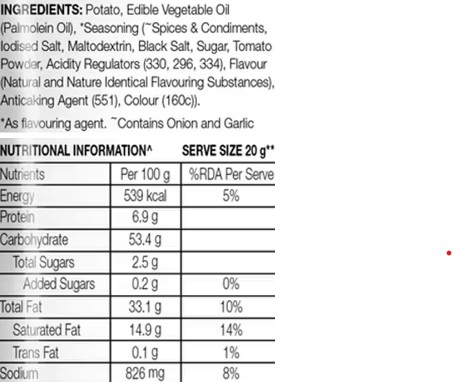 INGREDIENTS: Potato, Edible Vegetable Oil
(Palmolein Oil), *Seasoning (~Spices & Condiments,
Iodised Salt, Maltodextrin, Black Salt, Sugar, Tomato
Powder, Acidity Regulators (330, 296, 334), Flavour
(Natural and Nature Identical Flavouring Substances),
Anticaking Agent (551), Colour (160c)).
*As flavouring agent. ~Contains Onion and Garlic
NUTRITIONAL INFORMATION^ SERVE SIZE 20 g**
Nutrients Per 100 g %RDA Per Serve
Energy 539 kcal 5%
Protein 6.9 g
Carbohydrate 53.4 g
Total Sugars 2.5 g
Added Sugars 0.2 g 0%
Total Fat 33.1 g 10%
Saturated Fat 14.9 g 14%
Trans Fat 0.1 g 1%
Sodium 826 mg 8%